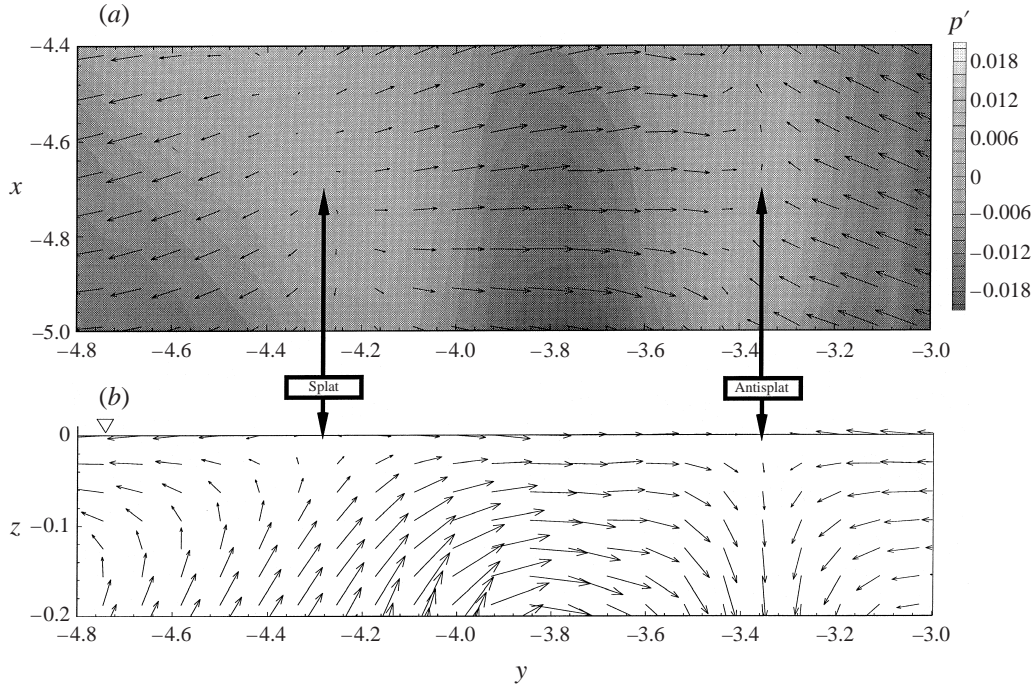 (a)
p′
−4.4
−4.6
x
−4.8
−5.0
0.018
0.012
0.006
0
−0.006
−0.012
−0.018
−4.8 −4.6 −4.4 −4.2 −4.0 −3.8 −3.6 −3.4 −3.2 −3.0
Splat
Antisplat
(b)
0
z
−0.1
−0.2
−4.8 −4.6 −4.4 −4.2 −4.0 −3.8 −3.6 −3.4 −3.2 −3.0
y